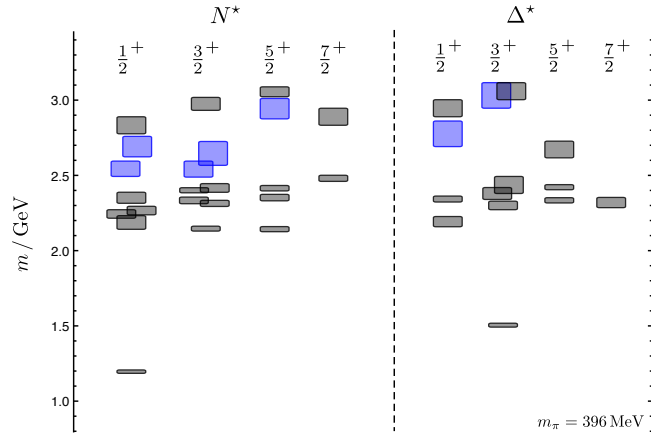 N⋆ Δ⋆
1/2+ 3/2+ 5/2+ 7/2+ 1/2+ 3/2+ 5/2+ 7/2+
3.0
2.5
m / GeV
2.0
1.5
1.0
mπ = 396 MeV